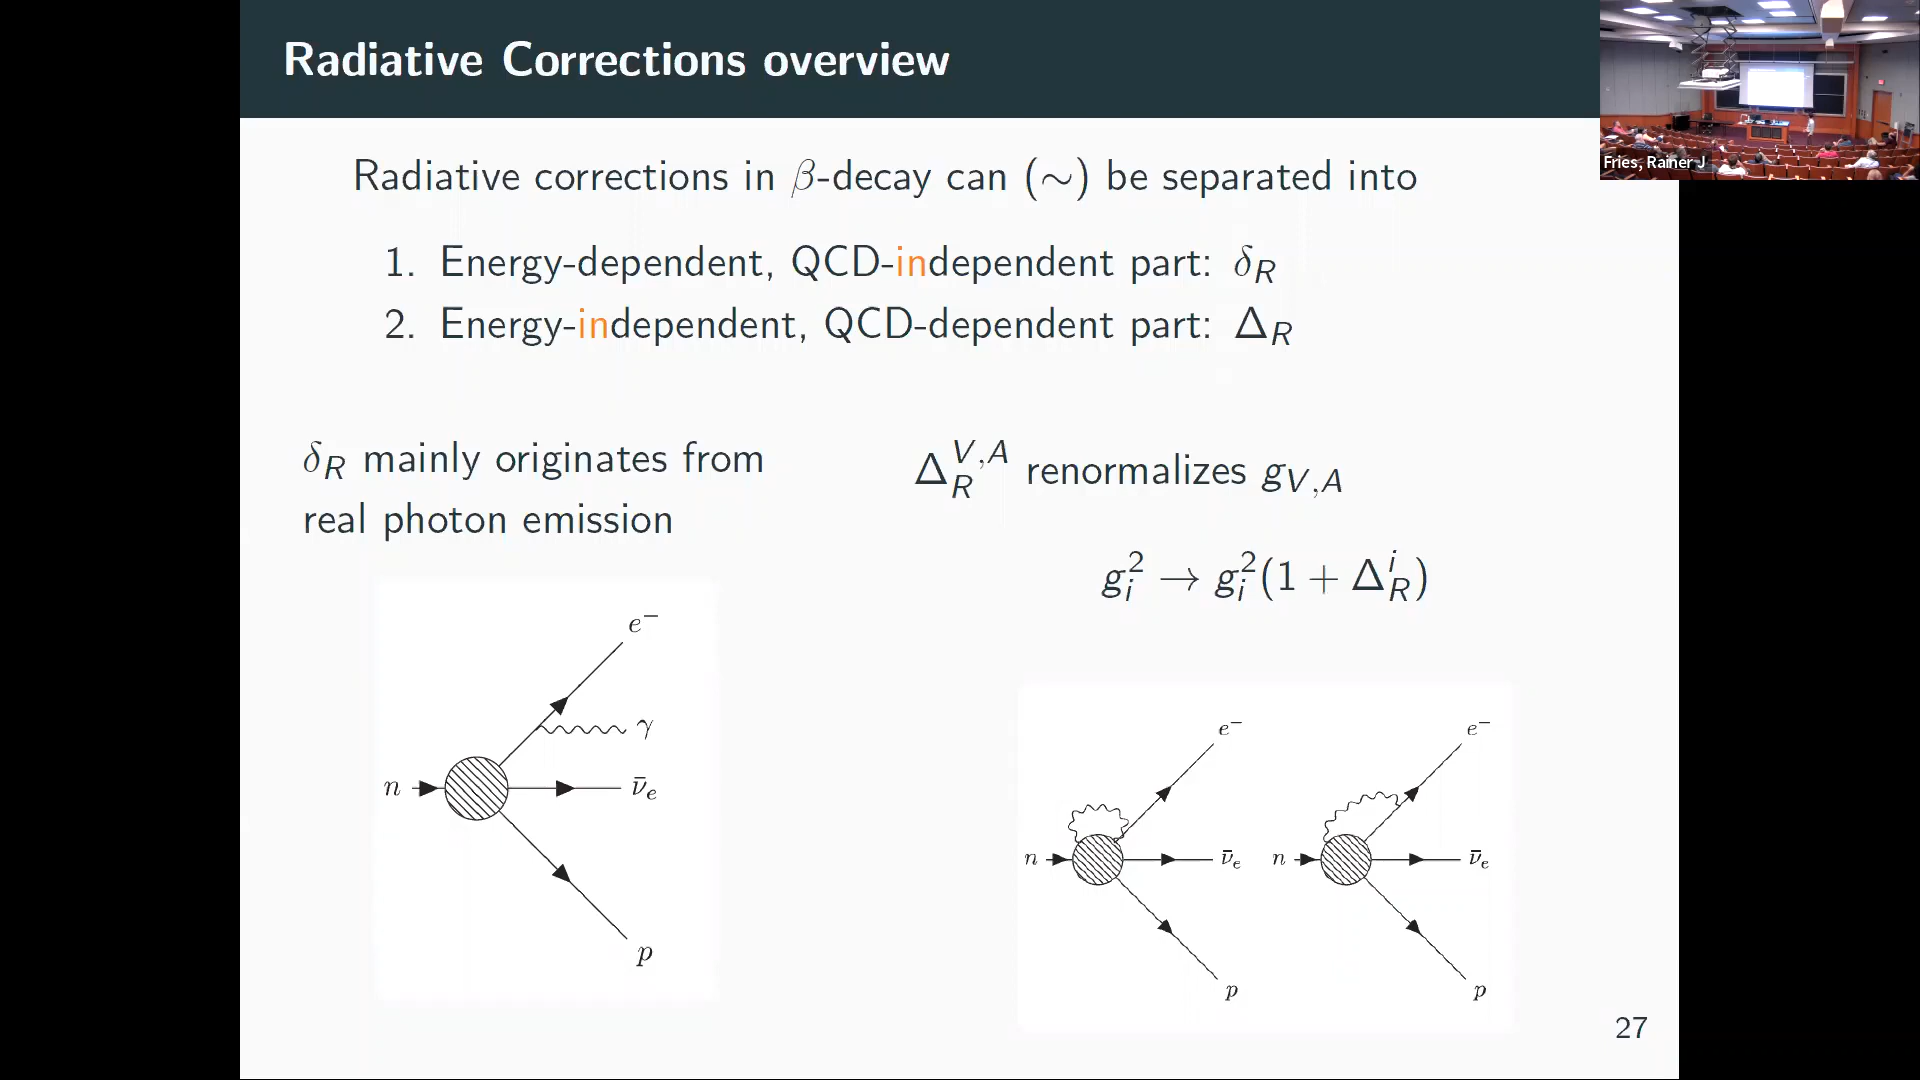 Radiative Corrections overview
Fries, Rainer J
Radiative corrections in β-decay can (∼) be separated into
1. Energy-dependent, QCD-independent part: δ_R
2. Energy-independent, QCD-dependent part: Δ_R
δ_R mainly originates from
real photon emission
Δ_R^{V,A} renormalizes g_{V,A}
g_i^2 → g_i^2(1 + Δ_R^i)
e⁻
γ
n
ν̄_e
p
e⁻
n
ν̄_e
p
e⁻
n
ν̄_e
p
27